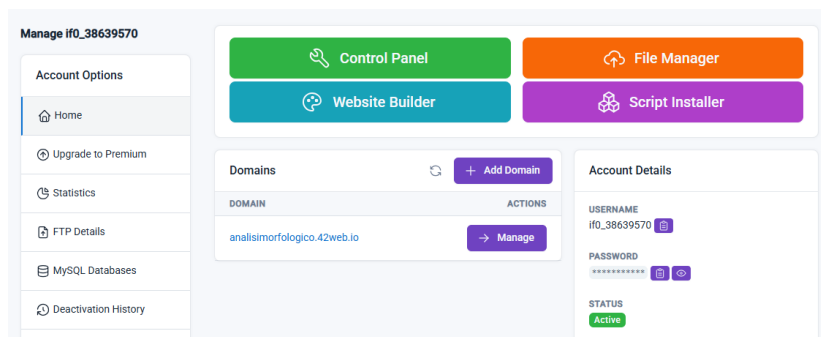 Manage if0_38639570
Account Options
Home
Upgrade to Premium
Statistics
FTP Details
MySQL Databases
Deactivation History
Control Panel
File Manager
Website Builder
Script Installer
Domains
Add Domain
DOMAIN ACTIONS
analisimorfologico.42web.io
Manage
Account Details
USERNAME
if0_38639570
PASSWORD
***********
STATUS
Active